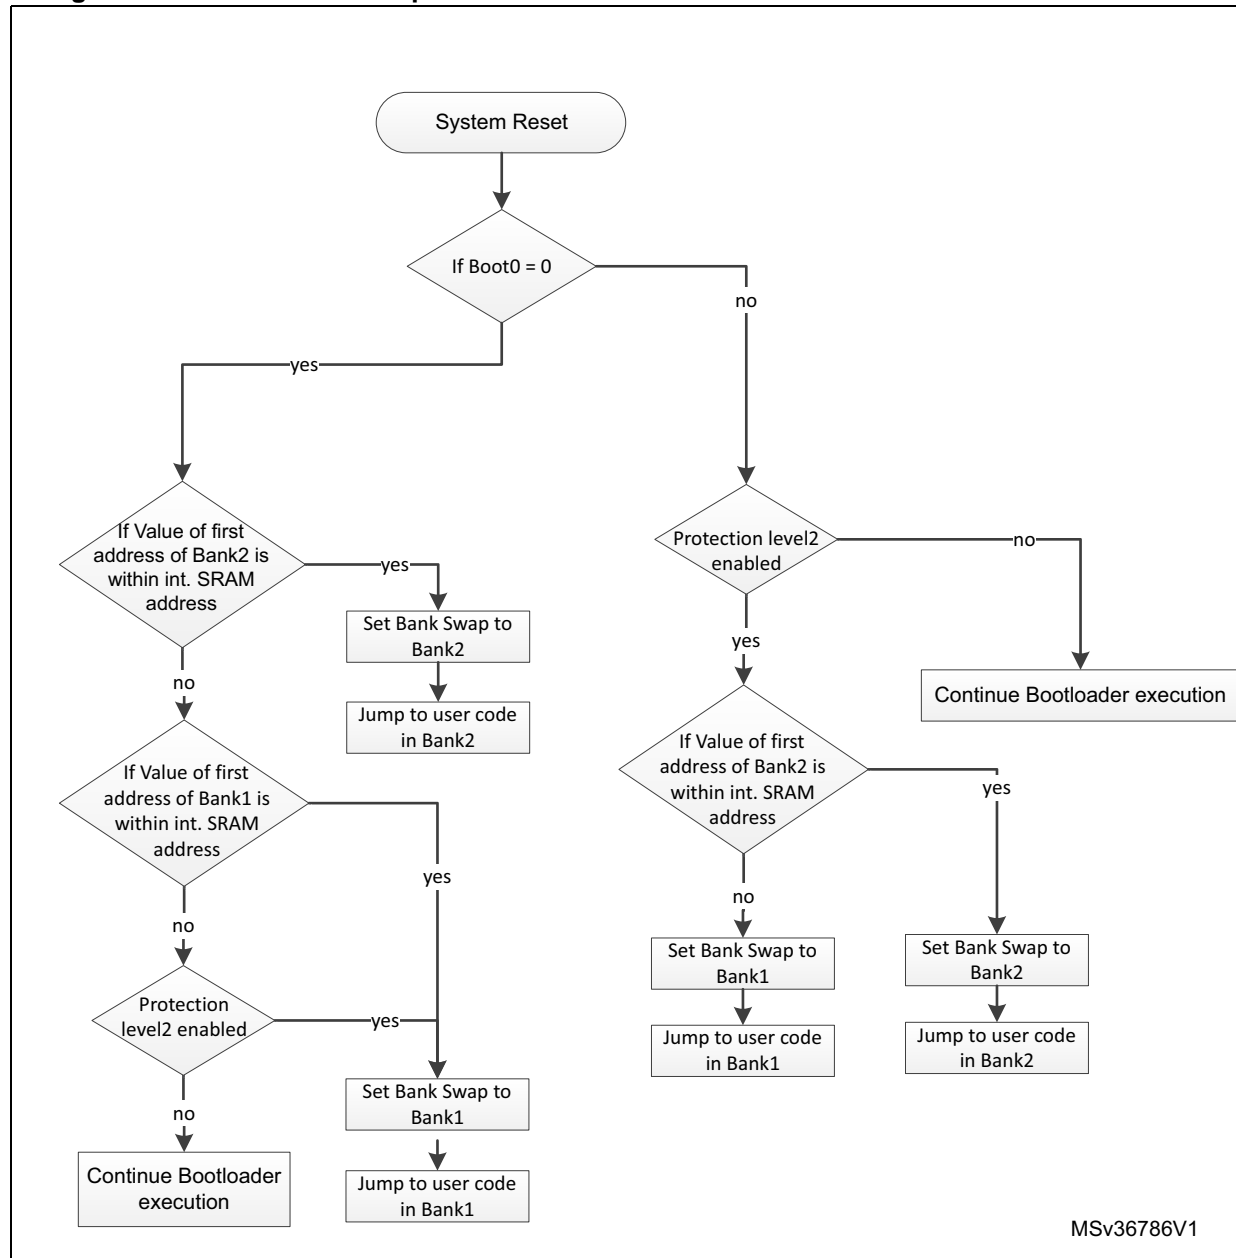 System Reset
If Boot0 = 0
no
yes
If Value of first
address of Bank2 is
within int. SRAM
address
yes
Set Bank Swap to
Bank2
Jump to user code
in Bank2
no
If Value of first
address of Bank1 is
within int. SRAM
address
yes
no
Protection
level2 enabled
yes
Set Bank Swap to
Bank1
Jump to user code
in Bank1
no
Continue Bootloader
execution
Protection level2
enabled
no
Continue Bootloader execution
yes
If Value of first
address of Bank2 is
within int. SRAM
address
yes
no
Set Bank Swap to
Bank1
Jump to user code
in Bank1
Set Bank Swap to
Bank2
Jump to user code
in Bank2
MSv36786V1